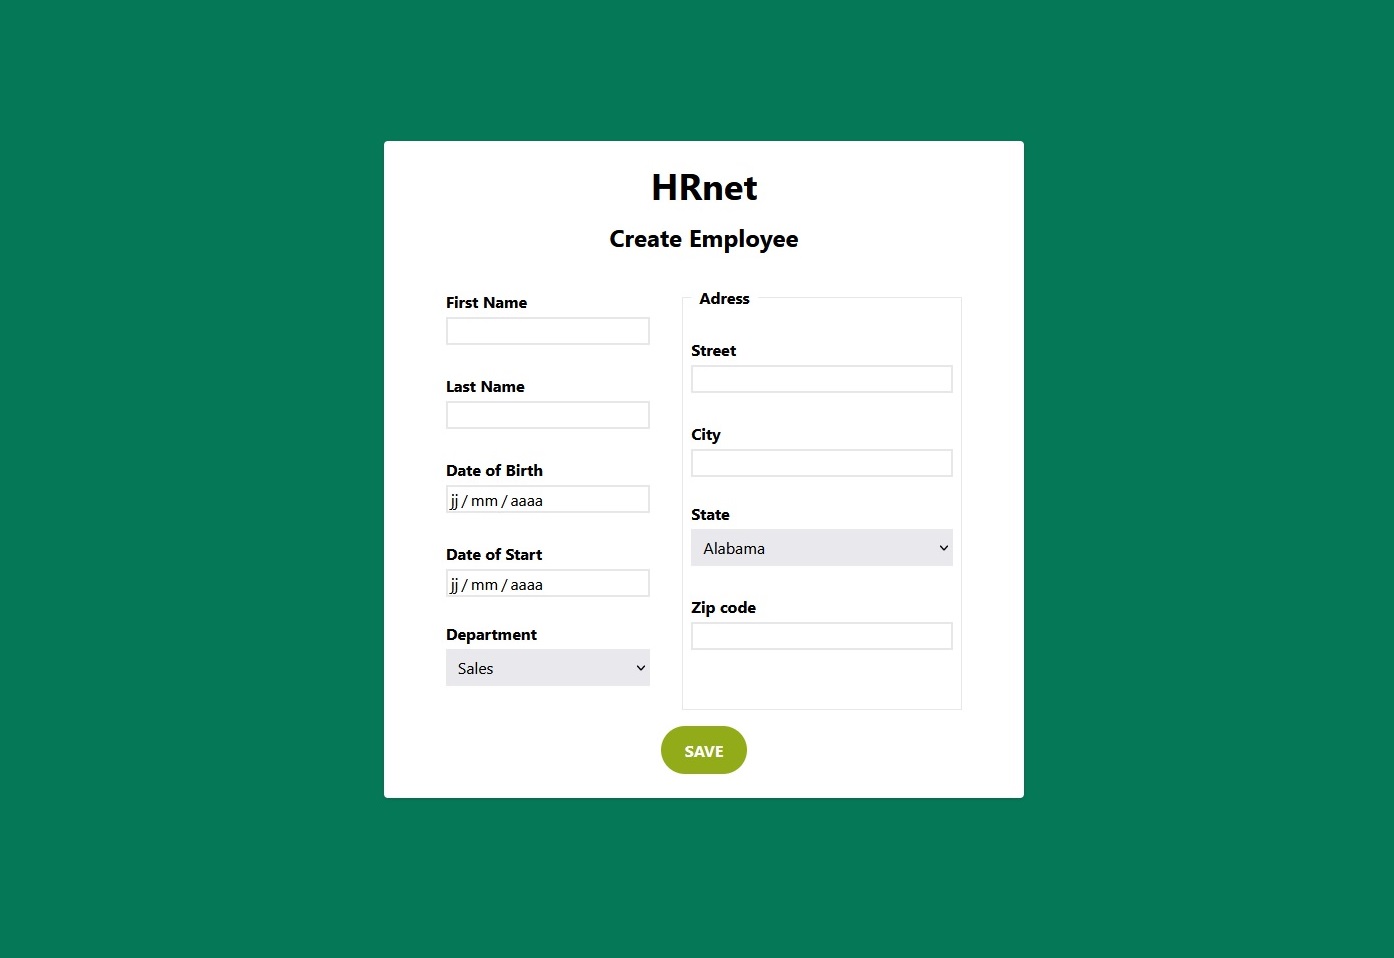 HRnet
Create Employee
First Name
Last Name
Date of Birth
jj / mm / aaaa
Date of Start
jj / mm / aaaa
Department
Sales
Adress
Street
City
State
Alabama
Zip code
SAVE